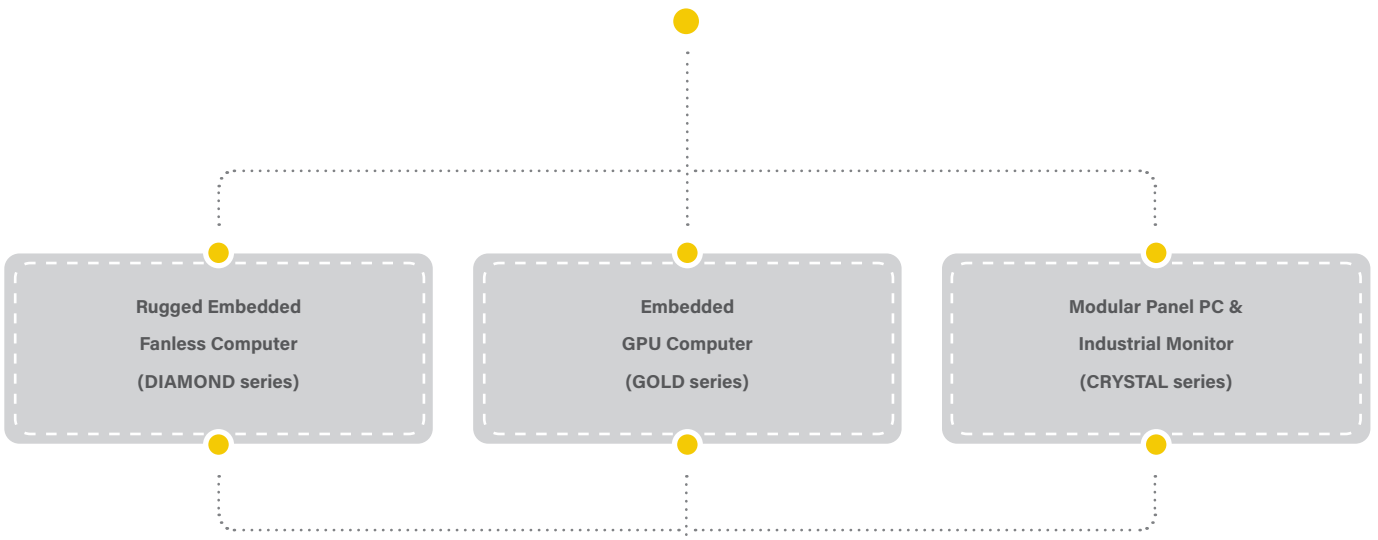 Rugged Embedded
Fanless Computer
(DIAMOND series)
Embedded
GPU Computer
(GOLD series)
Modular Panel PC &
Industrial Monitor
(CRYSTAL series)